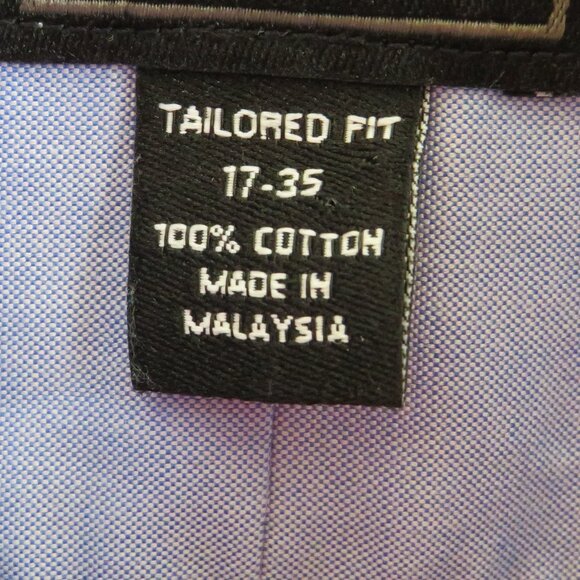 TAILORED FIT
17-35
100% COTTON
MADE IN
MALAYSIA